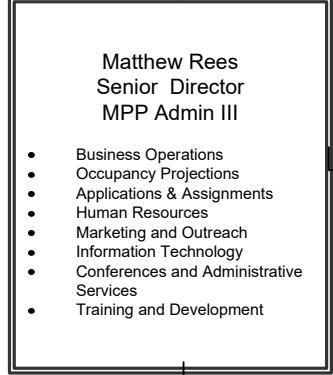 Matthew Rees
Senior  Director
MPP Admin III
• Business Operations
• Occupancy Projections
• Applications & Assignments
• Human Resources
• Marketing and Outreach
• Information Technology
• Conferences and Administrative
Services
• Training and Development